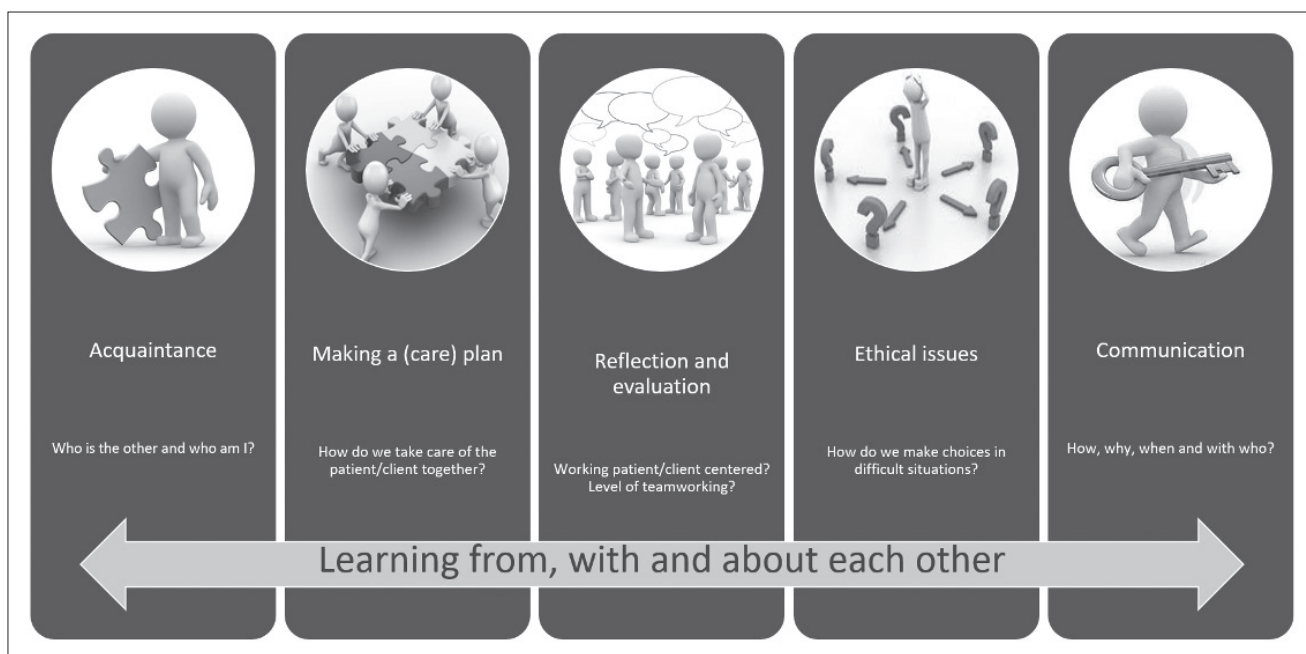 Acquaintance
Who is the other and who am I?
Making a (care) plan
How do we take care of the
patient/client together?
Reflection and
evaluation
Working patient/client centered?
Level of teamworking?
Ethical issues
How do we make choices in
difficult situations?
Communication
How, why, when and with who?
Learning from, with and about each other